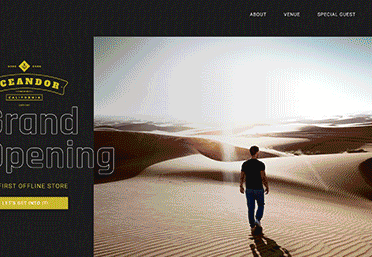 ABOUT VENUE SPECIAL GUEST
CEANDOR
CALIFORNIA
Grand
Opening
FIRST OFFLINE STORE
LET'S GET INTO IT!